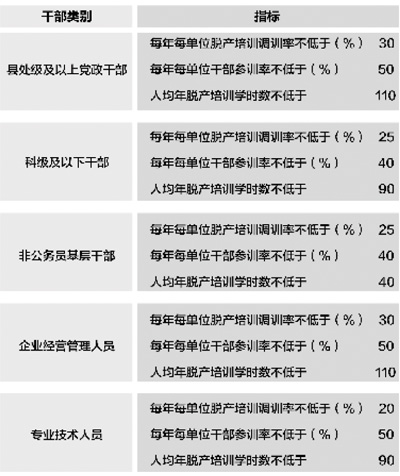 干部类别 指标
县处级及以上党政干部
每年每单位脱产培训调训率不低于（%） 30
每年每单位干部参训率不低于（%） 50
人均年脱产培训学时数不低于 110
科级及以下干部
每年每单位脱产培训调训率不低于（%） 25
每年每单位干部参训率不低于（%） 40
人均年脱产培训学时数不低于 90
非公务员基层干部
每年每单位脱产培训调训率不低于（%） 25
每年每单位干部参训率不低于（%） 40
人均年脱产培训学时数不低于 40
企业经营管理人员
每年每单位脱产培训调训率不低于（%） 30
每年每单位干部参训率不低于（%） 50
人均年脱产培训学时数不低于 110
专业技术人员
每年每单位脱产培训调训率不低于（%） 20
每年每单位干部参训率不低于（%） 50
人均年脱产培训学时数不低于 90